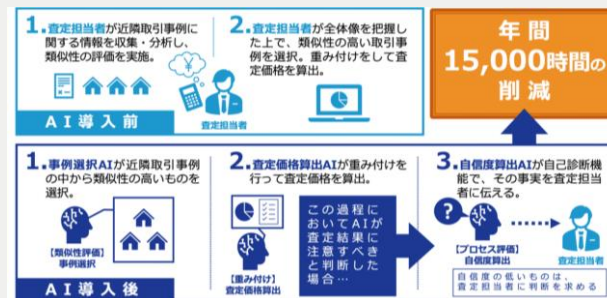 1.査定担当者が近隣取引事例に
関する情報を収集・分析し、
類似性の評価を実施。
AI導入前
2.査定担当者が全体像を把握し
た上で、類似性の高い取引事
例を選択。重み付けをして査
定価格を算出。
¥
査定担当者
年間
15,000時間の
削減
1.事例選択AIが近隣取引事例
の中から類似性の高いものを
選択。
【類似性評価】
事例選択
AI導入後
2.査定価格算出AIが重み付けを
行って査定価格を算出。
【重み付け】
査定価格算出
この過程に
おいてAIが
査定結果に
注意すべき
と判断した
場合…
3.自信度算出AIが自己診断機
能で、その事実を査定担当
者に伝える。
?
【プロセス評価】
自信度算出
査定担当者
自信度の低いものは、
査定担当者に判断を求める